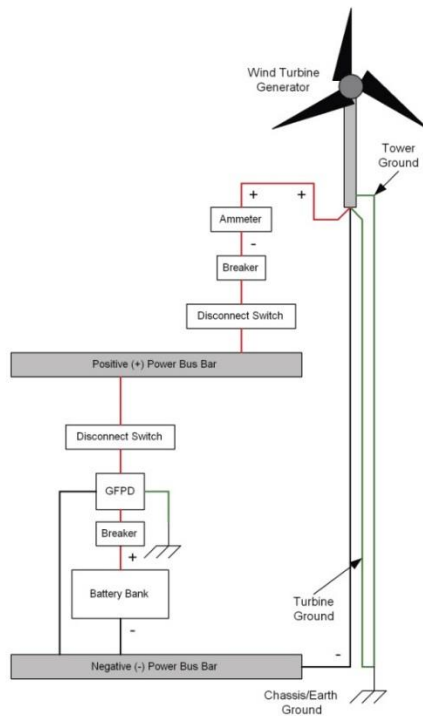 Wind Turbine
Generator
Tower
Ground
+
+
Ammeter
-
Breaker
Disconnect Switch
Positive (+) Power Bus Bar
Disconnect Switch
GFPD
Breaker
+
Battery Bank
-
Turbine
Ground
-
Negative (-) Power Bus Bar
Chassis/Earth
Ground